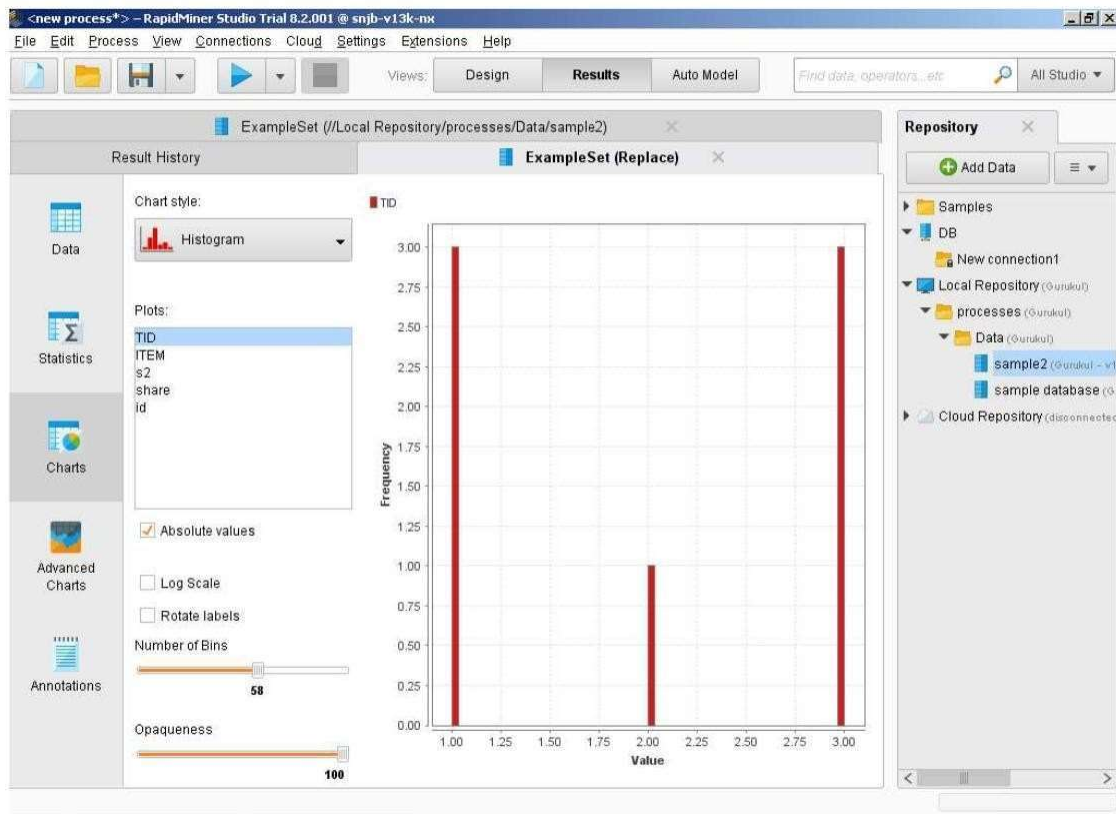 <new process*> – RapidMiner Studio Trial 8.2.001 @ snjb-v13k-nx
File Edit Process View Connections Cloud Settings Extensions Help
Views: Design Results Auto Model Find data, operators...etc All Studio
ExampleSet (//Local Repository/processes/Data/sample2)
Result History
ExampleSet (Replace)
Data
Statistics
Charts
Advanced
Charts
Annotations
Chart style:
Histogram
Plots:
TID
ITEM
s2
share
id
Absolute values
Log Scale
Rotate labels
Number of Bins
58
Opaqueness
100
TID
3.00
2.75
2.50
2.25
2.00
1.75
1.50
1.25
1.00
0.75
0.50
0.25
0.00
Frequency
1.00 1.25 1.50 1.75 2.00 2.25 2.50 2.75 3.00
Value
Repository
Add Data
Samples
DB
New connection1
Local Repository (Gurukul)
processes (Gurukul)
Data (Gurukul)
sample2 (Gurukul - v1
sample database (G
Cloud Repository (disconnected